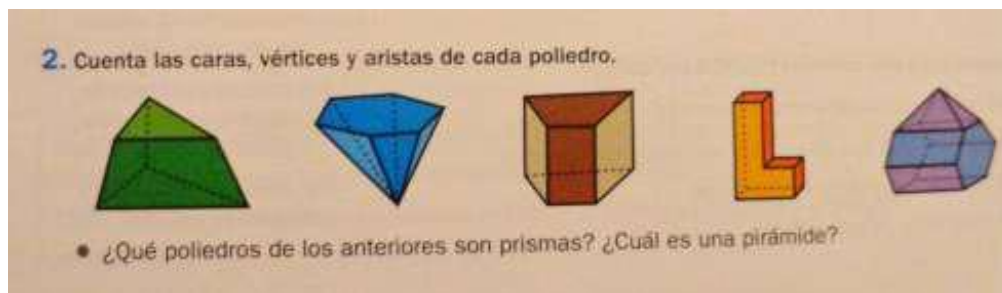 2. Cuenta las caras, vértices y aristas de cada poliedro.
• ¿Qué poliedros de los anteriores son prismas? ¿Cuál es una pirámide?